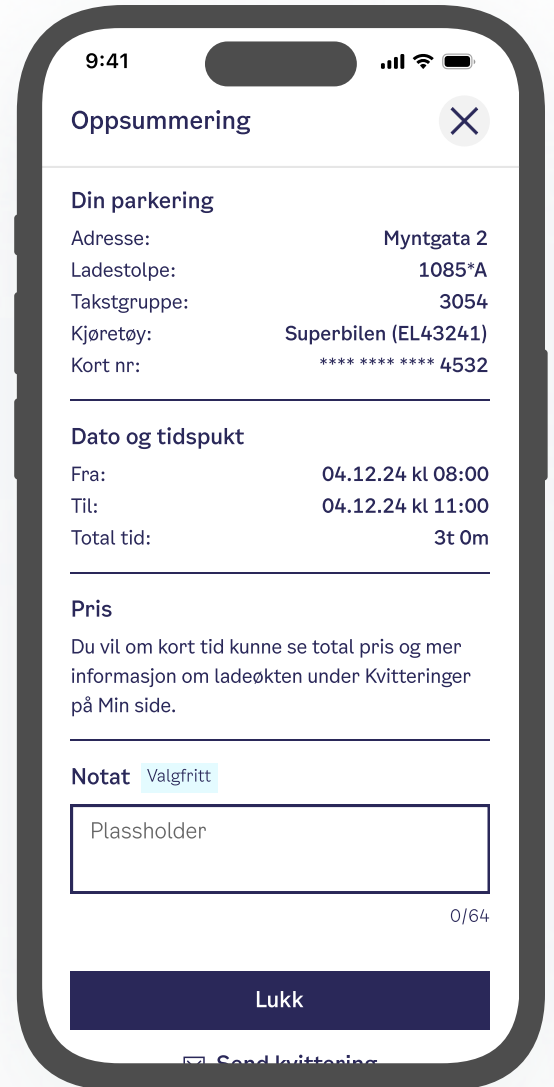 9:41
Oppsummering
Din parkering
Adresse: Myntgata 2
Ladestolpe: 1085*A
Takstgruppe: 3054
Kjøretøy: Superbilen (EL43241)
Kort nr: **** **** **** 4532
Dato og tidspukt
Fra: 04.12.24 kl 08:00
Til: 04.12.24 kl 11:00
Total tid: 3t 0m
Pris
Du vil om kort tid kunne se total pris og mer
informasjon om ladeøkten under Kvitteringer
på Min side.
Notat Valgfritt
Plassholder
0/64
Lukk
Send kvittering